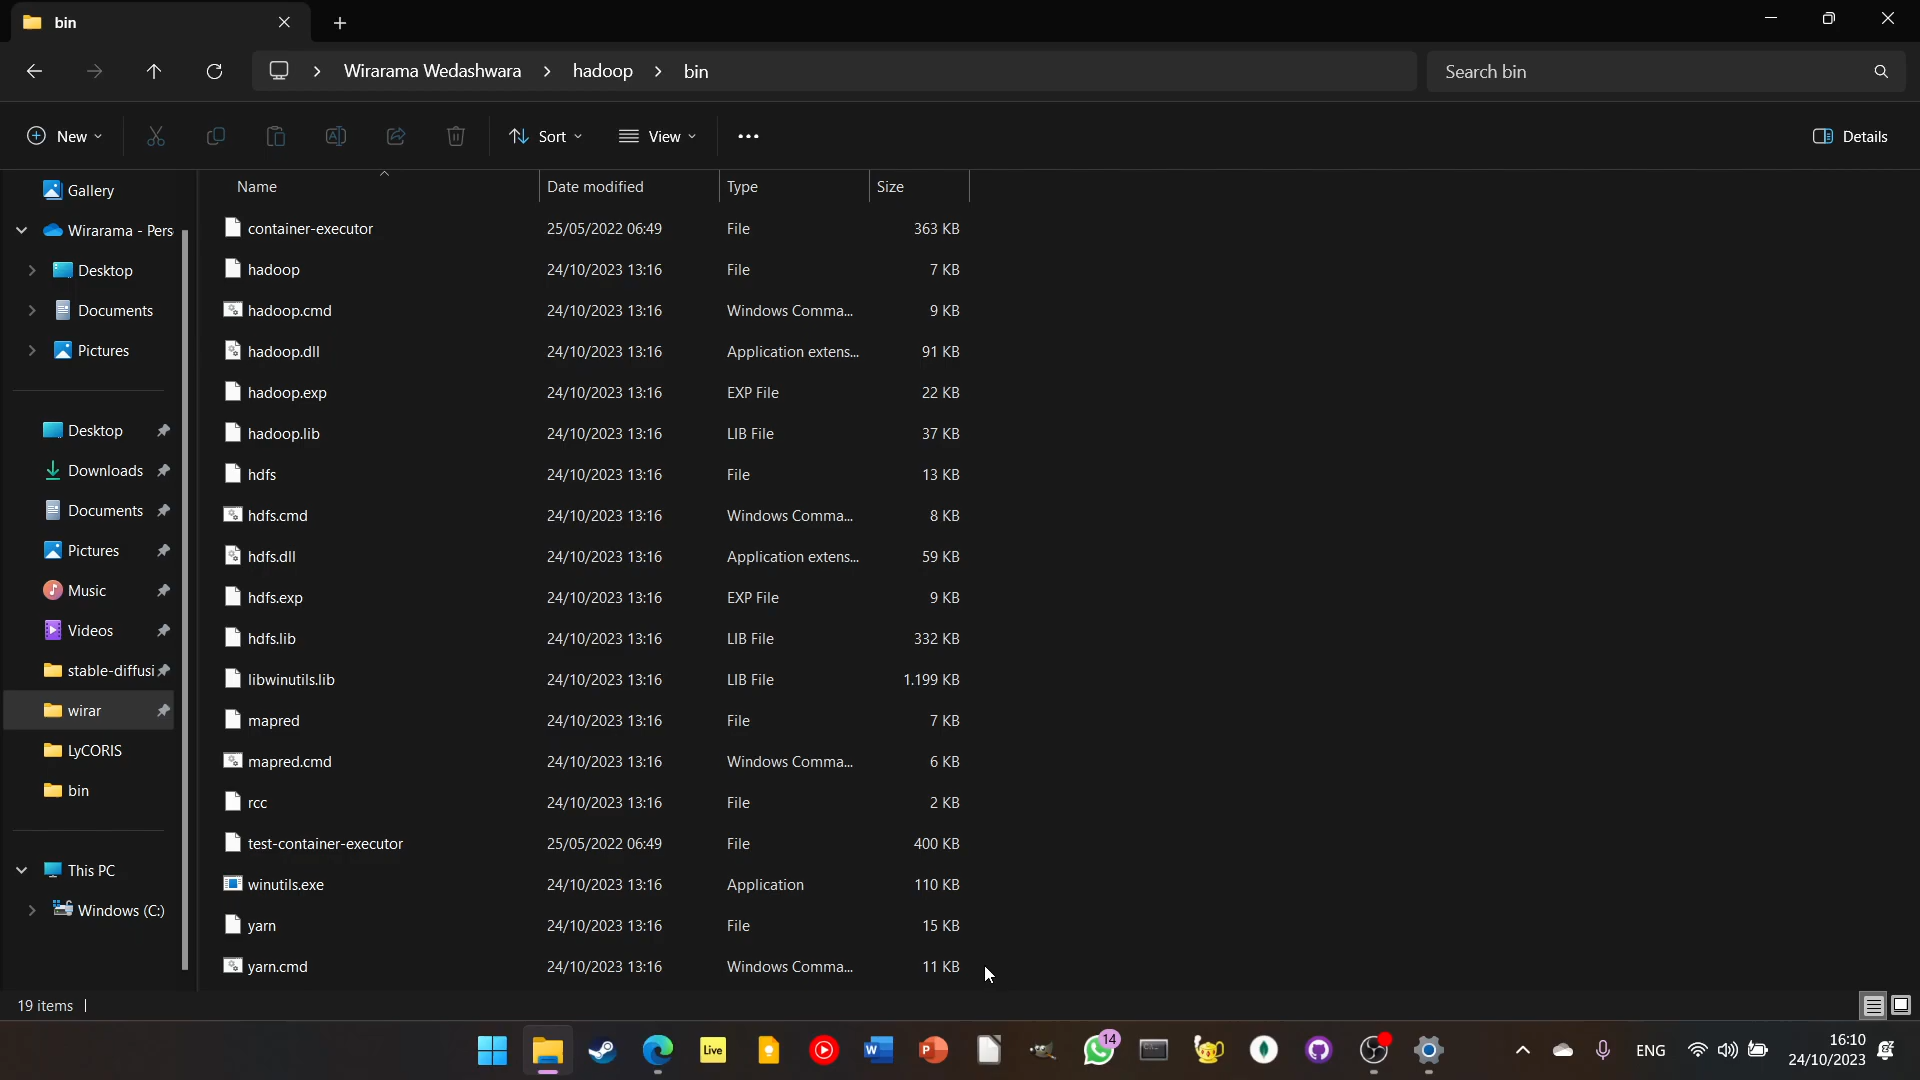 bin
Wirarama Wedashwara hadoop bin
Search bin
New
Sort
View
Details
Name Date modified Type Size
Gallery
Wirarama - Pers
Desktop
Documents
Pictures
Desktop
Downloads
Documents
Pictures
Music
Videos
stable-diffusi
wirar
LyCORIS
bin
This PC
Windows (C:)
container-executor 25/05/2022 06:49 File 363 KB
hadoop 24/10/2023 13:16 File 7 KB
hadoop.cmd 24/10/2023 13:16 Windows Comma... 9 KB
hadoop.dll 24/10/2023 13:16 Application extens... 91 KB
hadoop.exp 24/10/2023 13:16 EXP File 22 KB
hadoop.lib 24/10/2023 13:16 LIB File 37 KB
hdfs 24/10/2023 13:16 File 13 KB
hdfs.cmd 24/10/2023 13:16 Windows Comma... 8 KB
hdfs.dll 24/10/2023 13:16 Application extens... 59 KB
hdfs.exp 24/10/2023 13:16 EXP File 9 KB
hdfs.lib 24/10/2023 13:16 LIB File 332 KB
libwinutils.lib 24/10/2023 13:16 LIB File 1.199 KB
mapred 24/10/2023 13:16 File 7 KB
mapred.cmd 24/10/2023 13:16 Windows Comma... 6 KB
rcc 24/10/2023 13:16 File 2 KB
test-container-executor 25/05/2022 06:49 File 400 KB
winutils.exe 24/10/2023 13:16 Application 110 KB
yarn 24/10/2023 13:16 File 15 KB
yarn.cmd 24/10/2023 13:16 Windows Comma... 11 KB
19 items
Live
14
ENG
16:10
24/10/2023